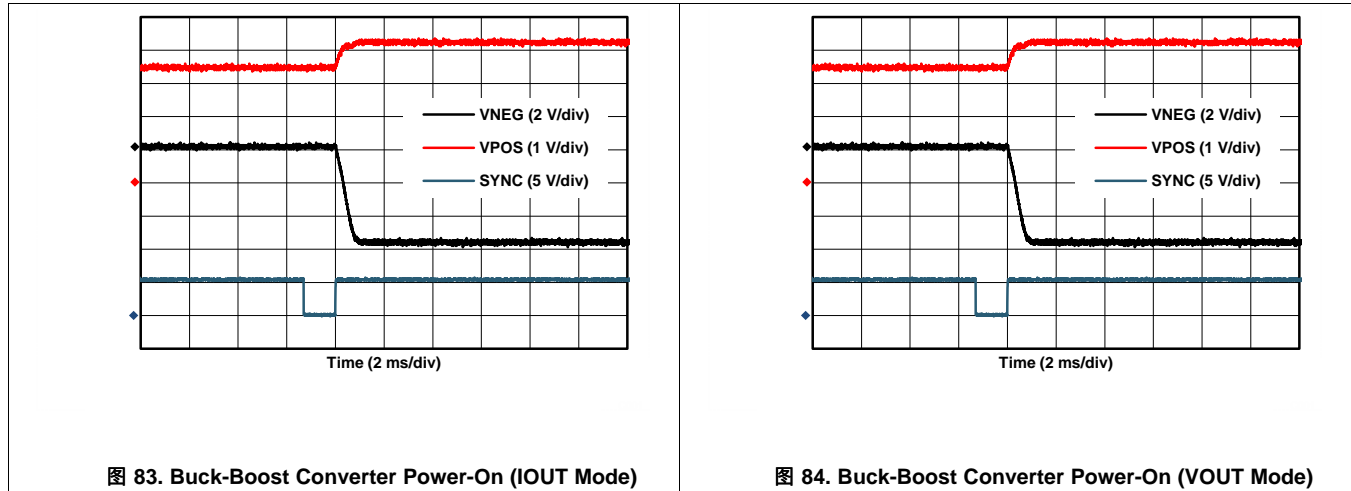 VNEG (2 V/div)
VPOS (1 V/div)
SYNC (5 V/div)
Time (2 ms/div)
图 83. Buck-Boost Converter Power-On (IOUT Mode)
VNEG (2 V/div)
VPOS (1 V/div)
SYNC (5 V/div)
Time (2 ms/div)
图 84. Buck-Boost Converter Power-On (VOUT Mode)